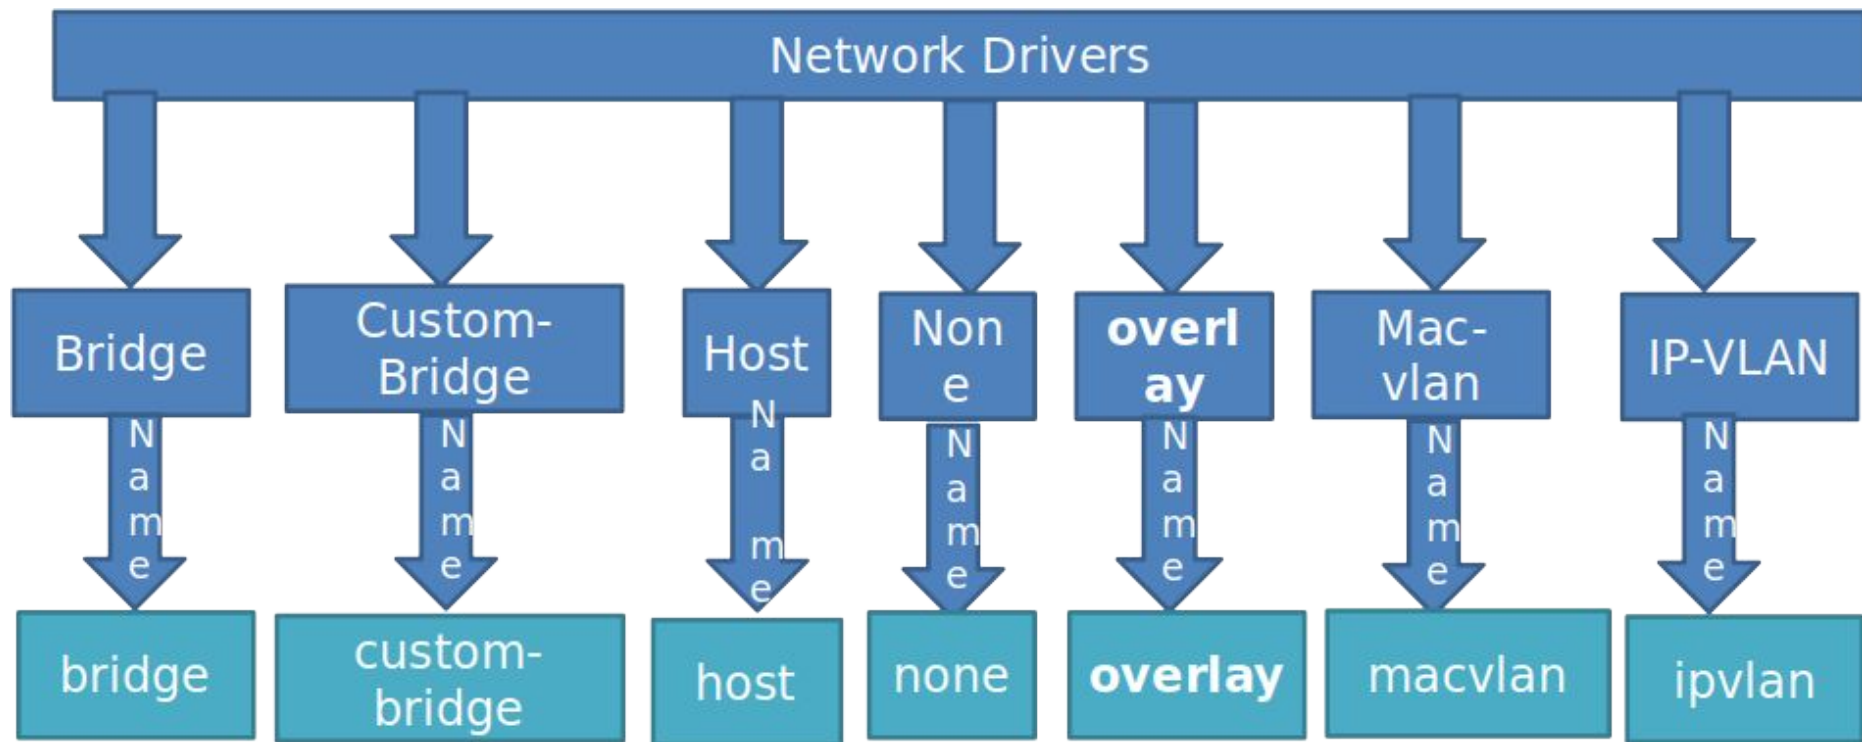 Network Drivers
Bridge
Custom-
Bridge
Host
Non
e
overl
ay
Mac-
vlan
IP-VLAN
N
a
m
e
N
a
m
e
N
a
m
e
N
a
m
e
N
a
m
e
N
a
m
e
N
a
m
e
bridge
custom-
bridge
host
none
overlay
macvlan
ipvlan